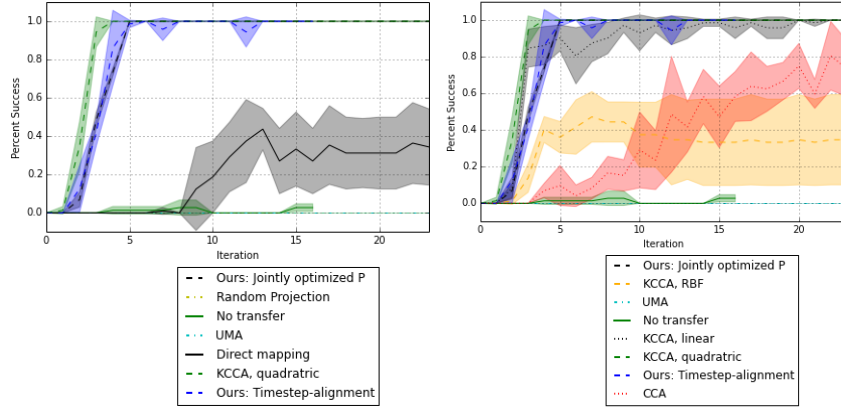 1.0
0.8
0.6
0.4
0.2
0.0
Percent Success
0 5 10 15 20
Iteration
Ours: Jointly optimized P
Random Projection
No transfer
UMA
Direct mapping
KCCA, quadratric
Ours: Timestep-alignment
1.0
0.8
0.6
0.4
0.2
0.0
Percent Success
0 5 10 15 20
Iteration
Ours: Jointly optimized P
KCCA, RBF
UMA
No transfer
KCCA, linear
KCCA, quadratric
Ours: Timestep-alignment
CCA